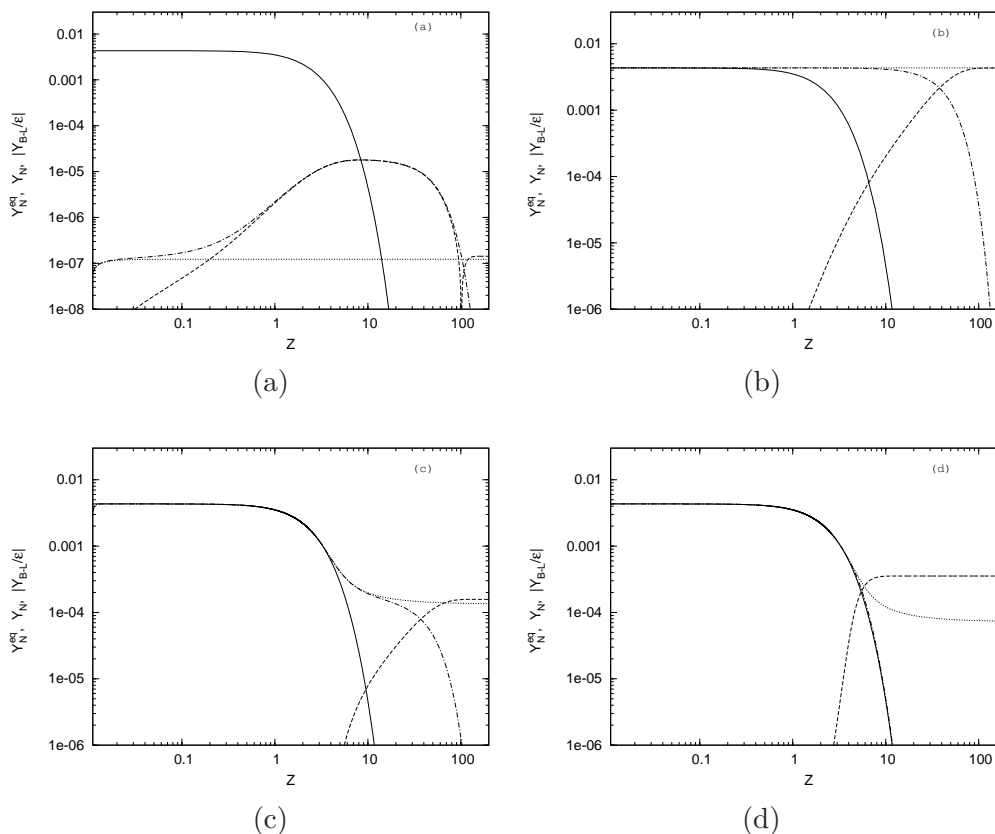 (a)
0.01
0.001
1e-04
1e-05
1e-06
1e-07
1e-08
0.1 1 10 100
Z
Y_N^eq, Y_N, |Y_B-L/ε|
(a)
(b)
0.01
0.001
1e-04
1e-05
1e-06
0.1 1 10 100
Z
Y_N^eq, Y_N, |Y_B-L/ε|
(b)
(c)
0.01
0.001
1e-04
1e-05
1e-06
0.1 1 10 100
Z
Y_N^eq, Y_N, |Y_B-L/ε|
(c)
(d)
0.01
0.001
1e-04
1e-05
1e-06
0.1 1 10 100
Z
Y_N^eq, Y_N, |Y_B-L/ε|
(d)